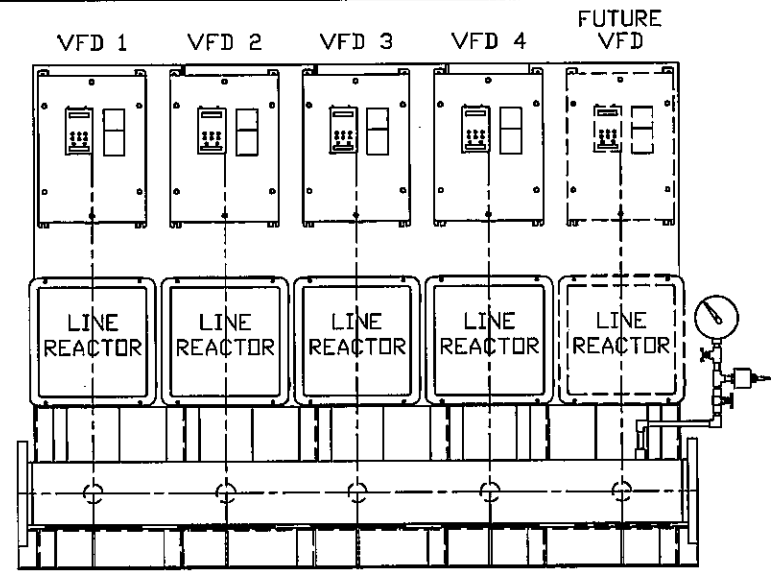 FUTURE
VFD 1 VFD 2 VFD 3 VFD 4 VFD
LINE REACTOR
LINE REACTOR
LINE REACTOR
LINE REACTOR
LINE REACTOR